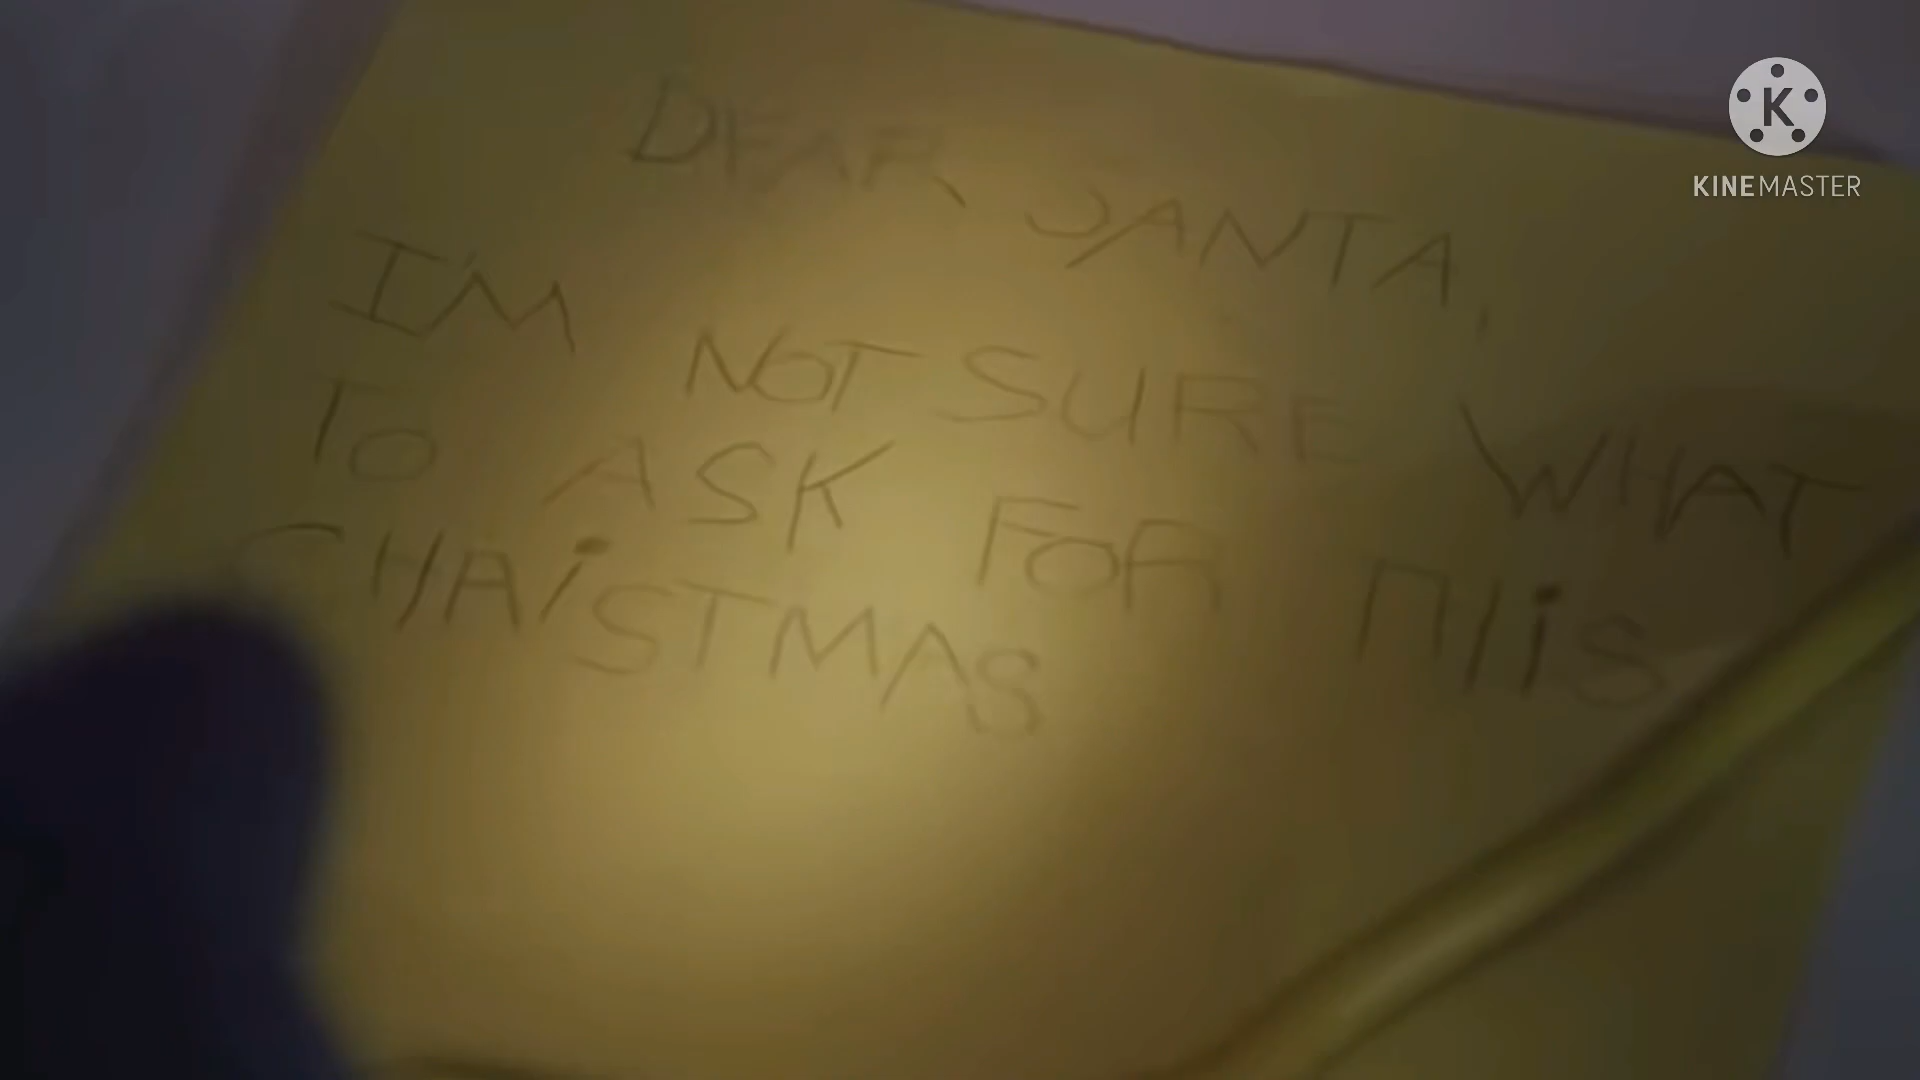 DEAR SANTA,
I'M NOT SURE WHAT
TO ASK FOR THIS
CHRISTMAS
KINEMASTER